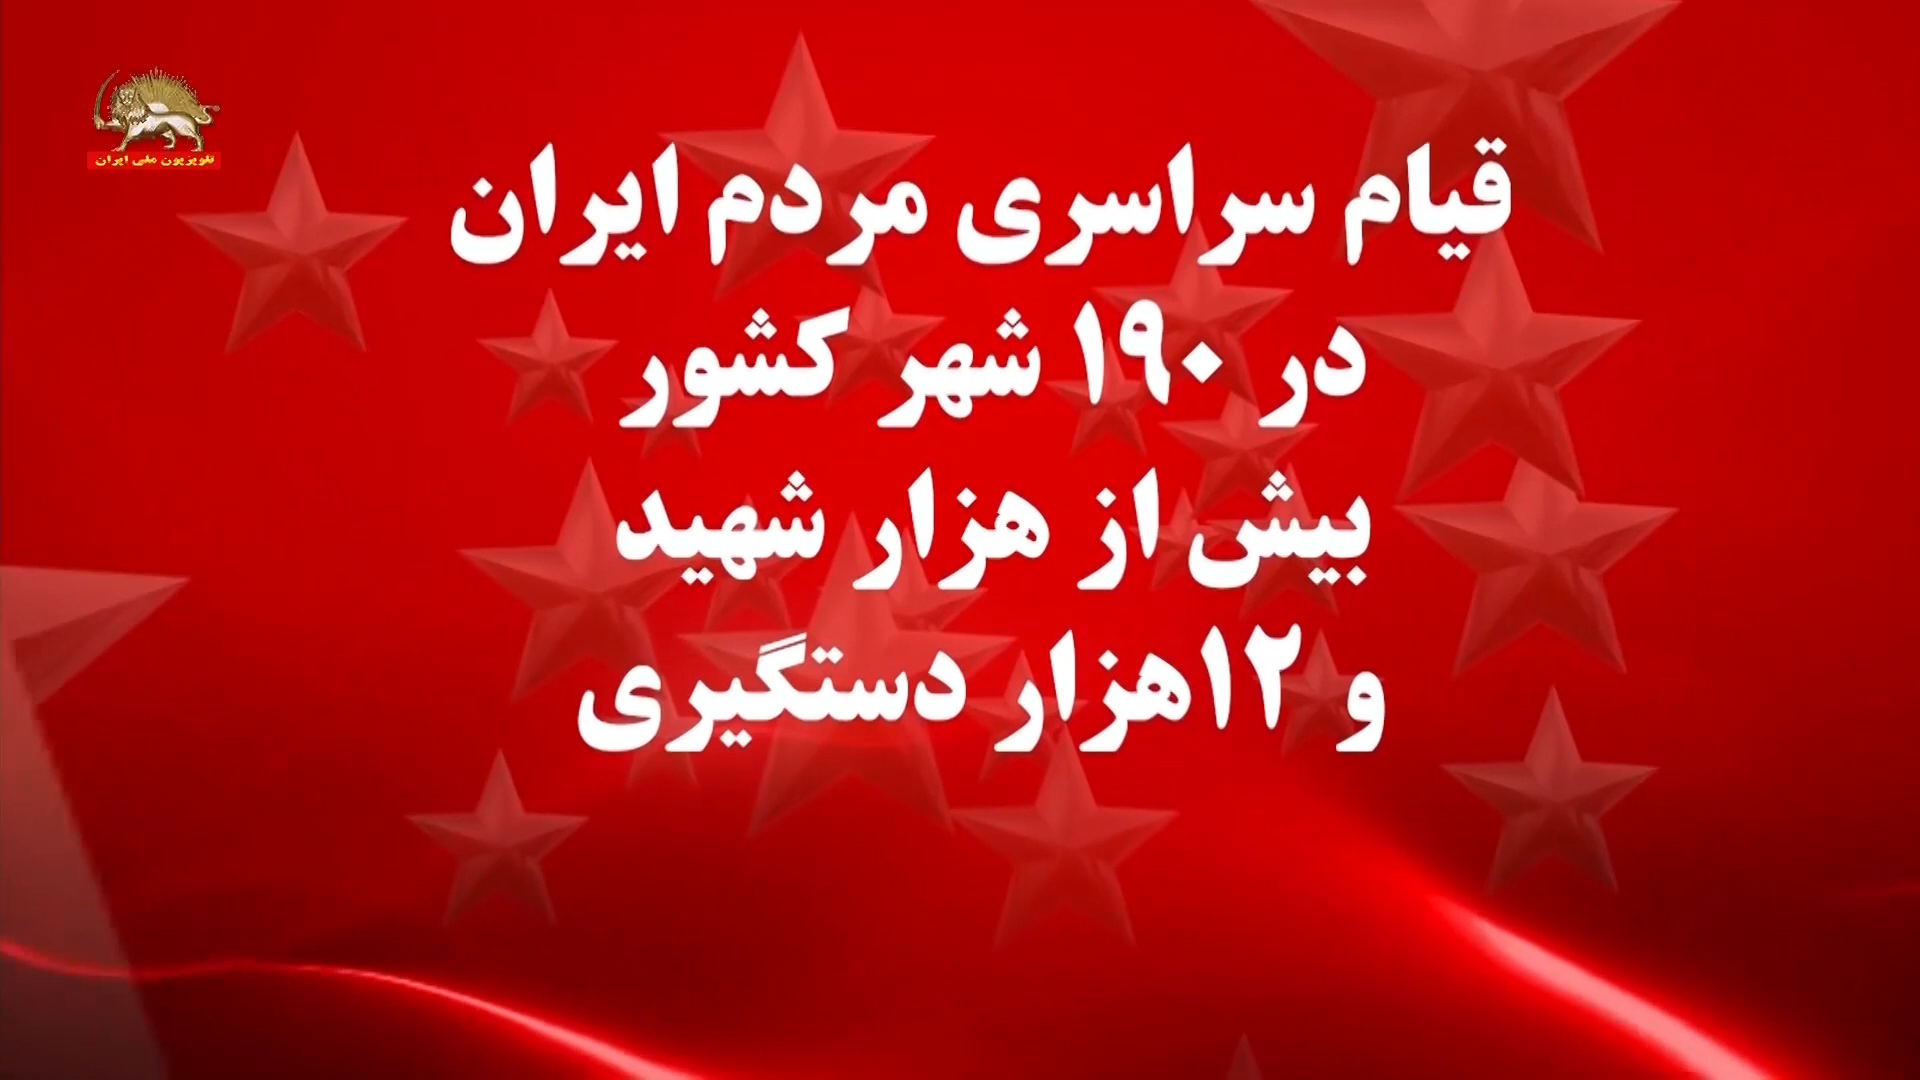 تلویزیون ملی ایران
قیام سراسری مردم ایران
در ۱۹۰ شهر کشور
بیش از هزار شهید
و ۱۲هزار دستگیری